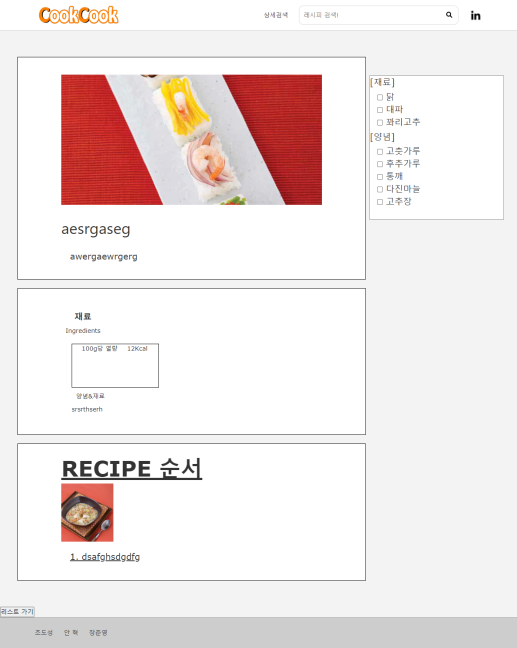 CookCook
상세검색
레시피 검색!
in
aesrgaseg
awergaewrgerg
[재료]
닭
대파
꽈리고추
[양념]
고춧가루
후추가루
통깨
다진마늘
고추장
재료
Ingredients
100g당 열량 12Kcal
양념&재료
srsrthserh
RECIPE 순서
1. dsafghsdgdfg
리스트 가기
조도성 안 혁 장준영